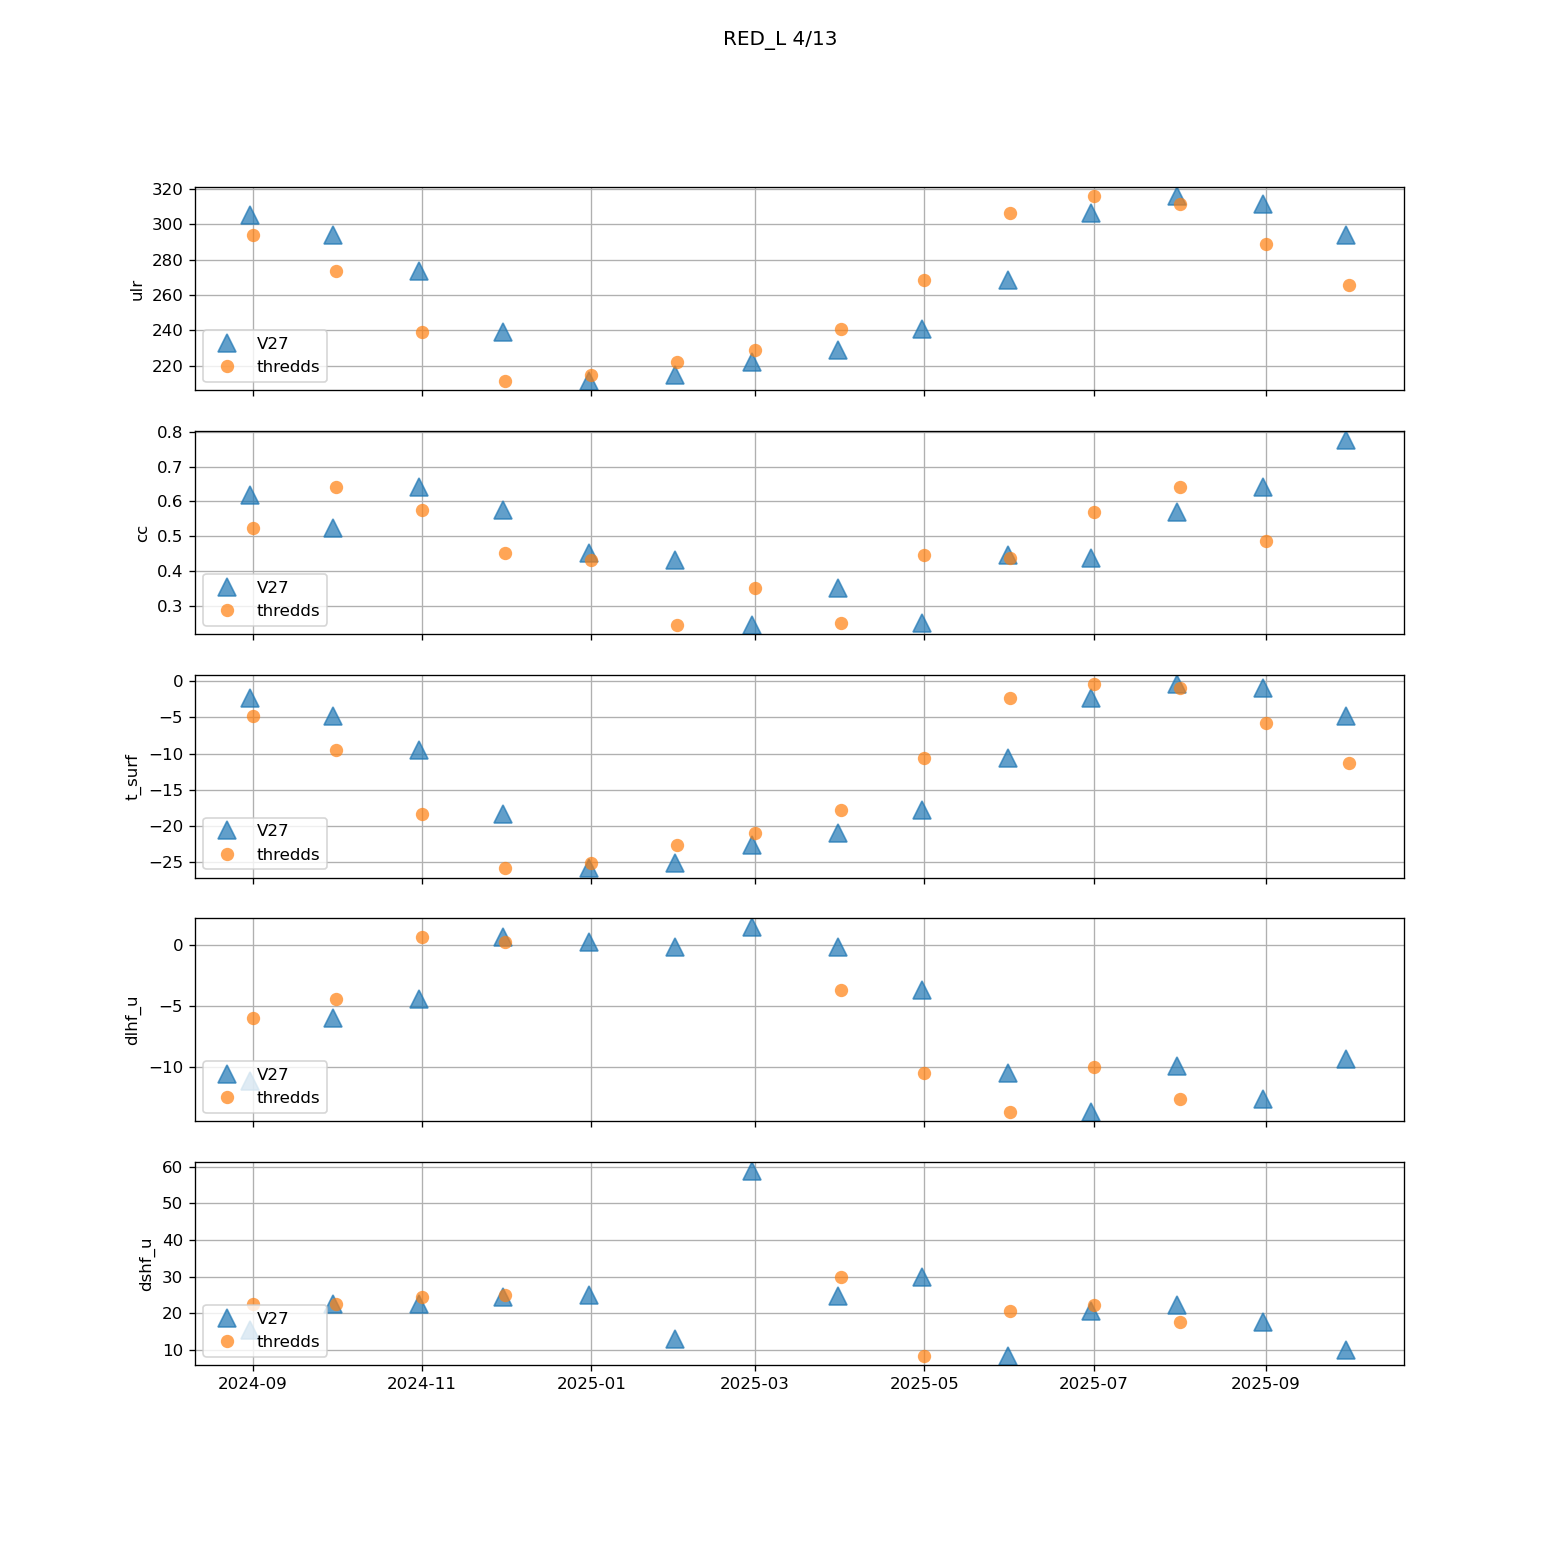 RED_L 4/13
320
300
280
260
240
220
ulr
V27
thredds
0.8
0.7
0.6
0.5
0.4
0.3
cc
V27
thredds
0
−5
−10
−15
−20
−25
t_surf
V27
thredds
0
−5
−10
dlhf_u
V27
thredds
60
50
40
30
20
10
dshf_u
V27
thredds
2024-09 2024-11 2025-01 2025-03 2025-05 2025-07 2025-09